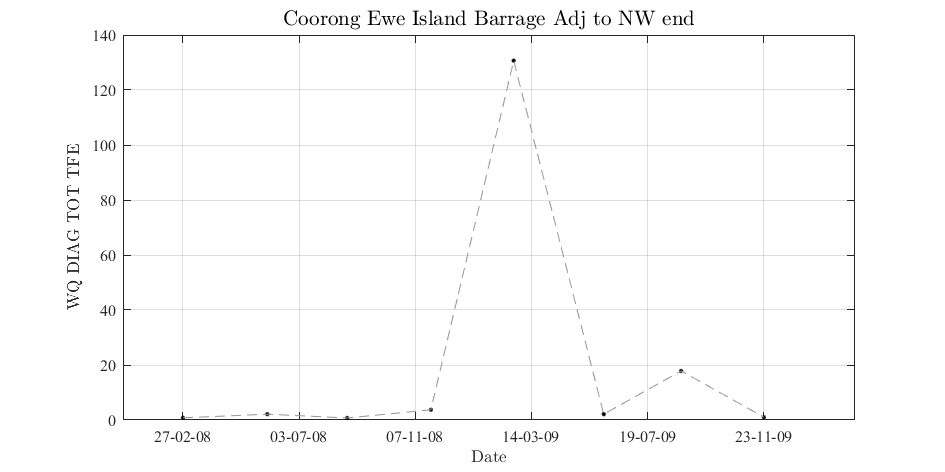 Coorong Ewe Island Barrage Adj to NW end
140
120
100
80
60
40
20
0
WQ DIAG TOT TFE
27-02-08 03-07-08 07-11-08 14-03-09 19-07-09 23-11-09
Date